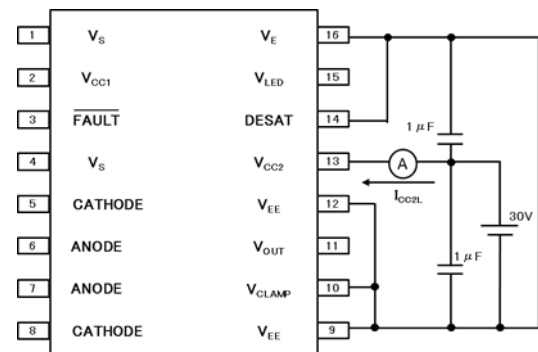 1 V_S V_E 16
2 V_CC1 V_LED 15
3 FAULT DESAT 14
1 μF
4 V_S V_CC2 13 A
I_CC2L
5 CATHODE V_EE 12
30V
6 ANODE V_OUT 11
1 μF
7 ANODE V_CLAMP 10
8 CATHODE V_EE 9